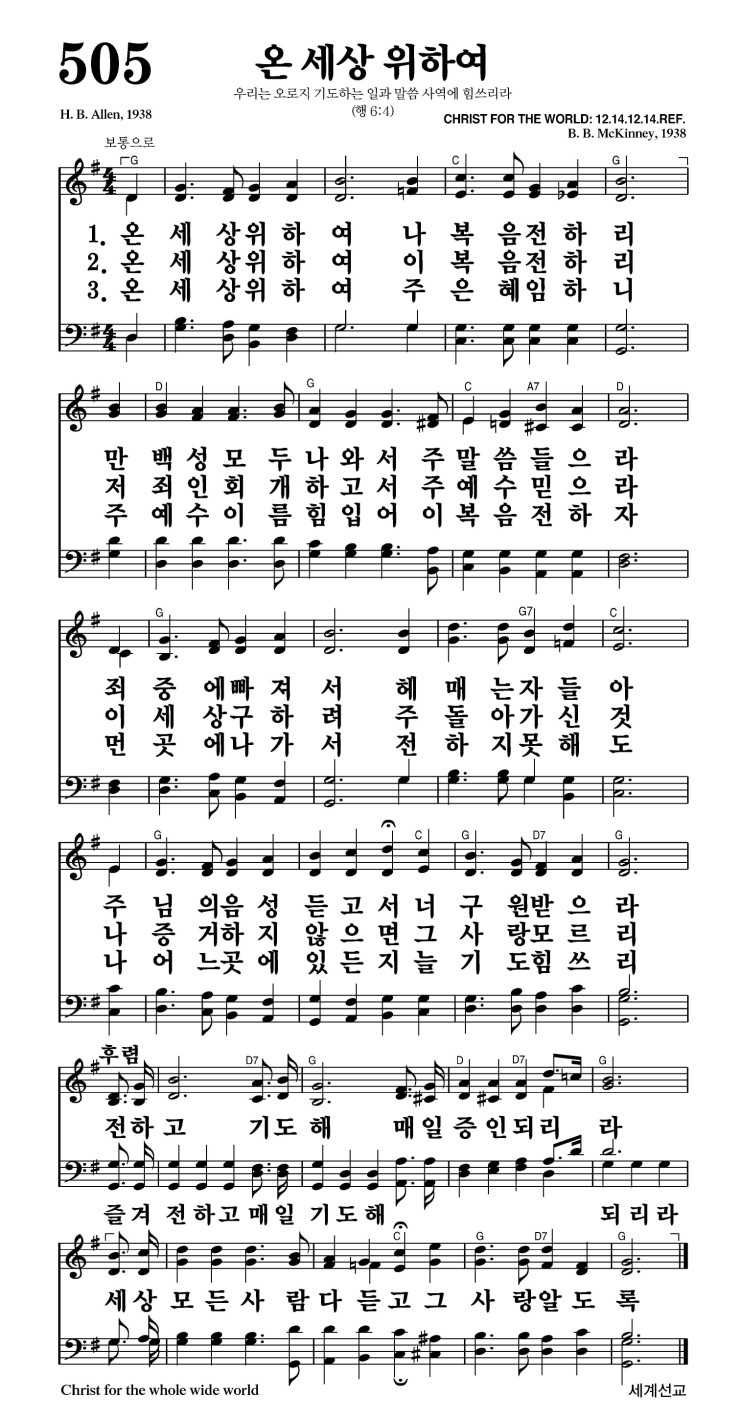 505 온 세상 위하여
우리는 오로지 기도하는 일과 말씀 사역에 힘쓰리라
(행 6:4)
H. B. Allen, 1938
CHRIST FOR THE WORLD: 12.14.12.14.REF.
B. B. McKinney, 1938
보통으로
G C G
1. 온 세 상위 하 여 나 복 음전 하 리
2. 온 세 상위 하 여 이 복 음전 하 리
3. 온 세 상위 하 여 주 은 혜임 하 니
D G C A7 D
만 백 성 모 두 나 와 서 주 말 씀 들 으 라
저 죄 인 회 개 하 고 서 주 예 수 믿 으 라
주 예 수 이 름 힘 입 어 이 복 음 전 하 자
G G7 C
죄 중 에빠 져 서 헤 매 는자 들 아
이 세 상구 하 려 주 돌 아가 신 것
먼 곳 에나 가 서 전 하 지못 해 도
G C G D7 G
주 님 의음 성 듣 고 서 너 구 원받 으 라
나 증 거하 지 않 으 면 그 사 랑모 르 리
나 어 느곳 에 있 든 지 늘 기 도힘 쓰 리
후렴
D7 G D D7 G
전하 고 기도 해 매일 증 인되리 라
즐겨 전하고 매일 기도해 되리라
C G D7 G
세상 모 든 사 람 다 듣 고 그 사 랑알 도 록
Christ for the whole wide world
세계선교